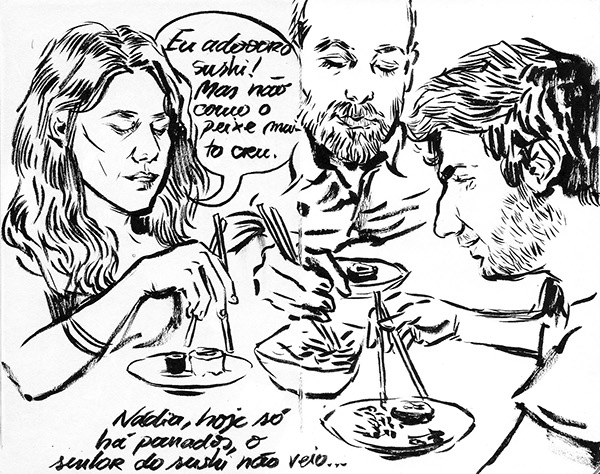 Eu adoooro
sushi!
Mas não
como o
peixe mui-
to cru.
Nádia, hoje só
há panados, o
senhor do sushi não veio...